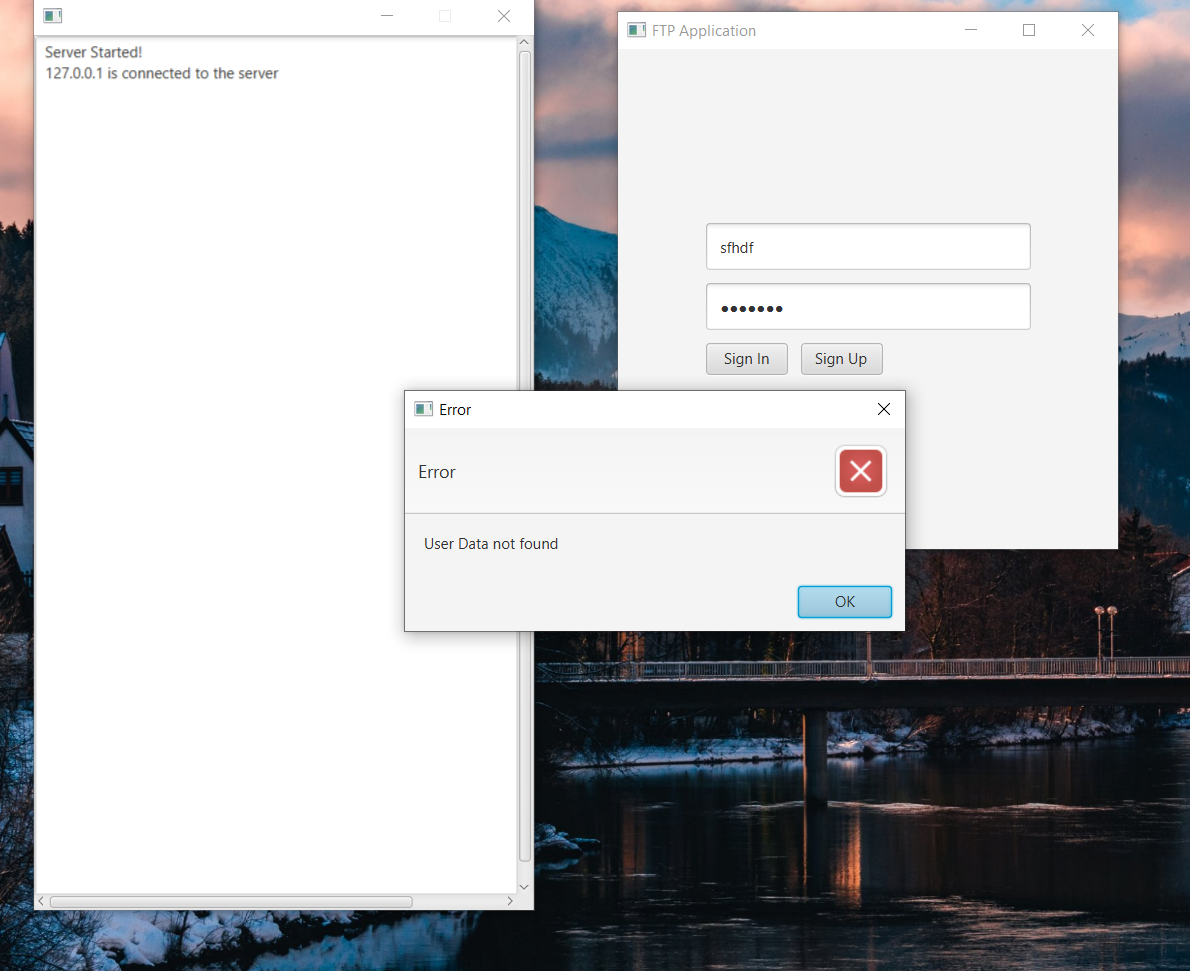 Server Started!
127.0.0.1 is connected to the server
FTP Application
sfhdf
•••••••
Sign In
Sign Up
Error
Error
User Data not found
OK